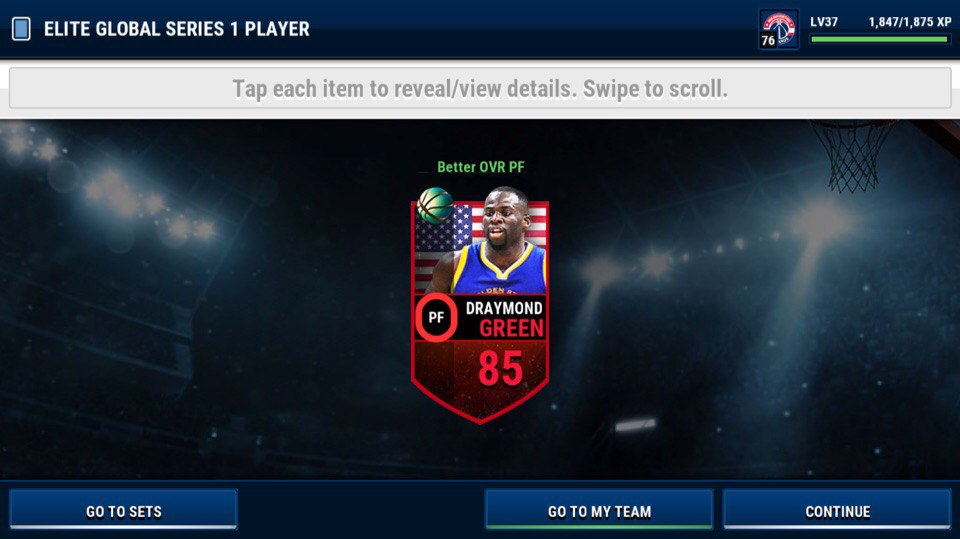 ELITE GLOBAL SERIES 1 PLAYER
76
LV37
1,847/1,875 XP
Tap each item to reveal/view details. Swipe to scroll.
Better OVR PF
PF
DRAYMOND
GREEN
85
GO TO SETS
GO TO MY TEAM
CONTINUE